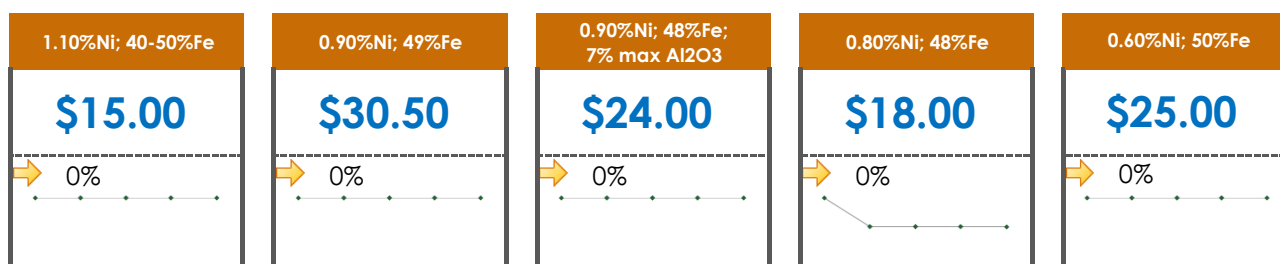 1.10%Ni; 40-50%Fe
$15.00
0%
0.90%Ni; 49%Fe
$30.50
0%
0.90%Ni; 48%Fe;
7% max Al2O3
$24.00
0%
0.80%Ni; 48%Fe
$18.00
0%
0.60%Ni; 50%Fe
$25.00
0%